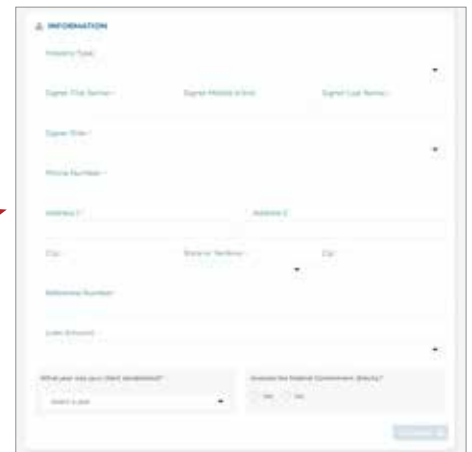 INFORMATION
Industry Type
Signer First Name* Signer Middle Initial Signer Last Name*
Signer Title*
Phone Number*
Address 1* Address 2
City State or Territory Zip
Reference Number*
What year was your client established?
Select a year
Invoices the Federal Government directly?
Yes No